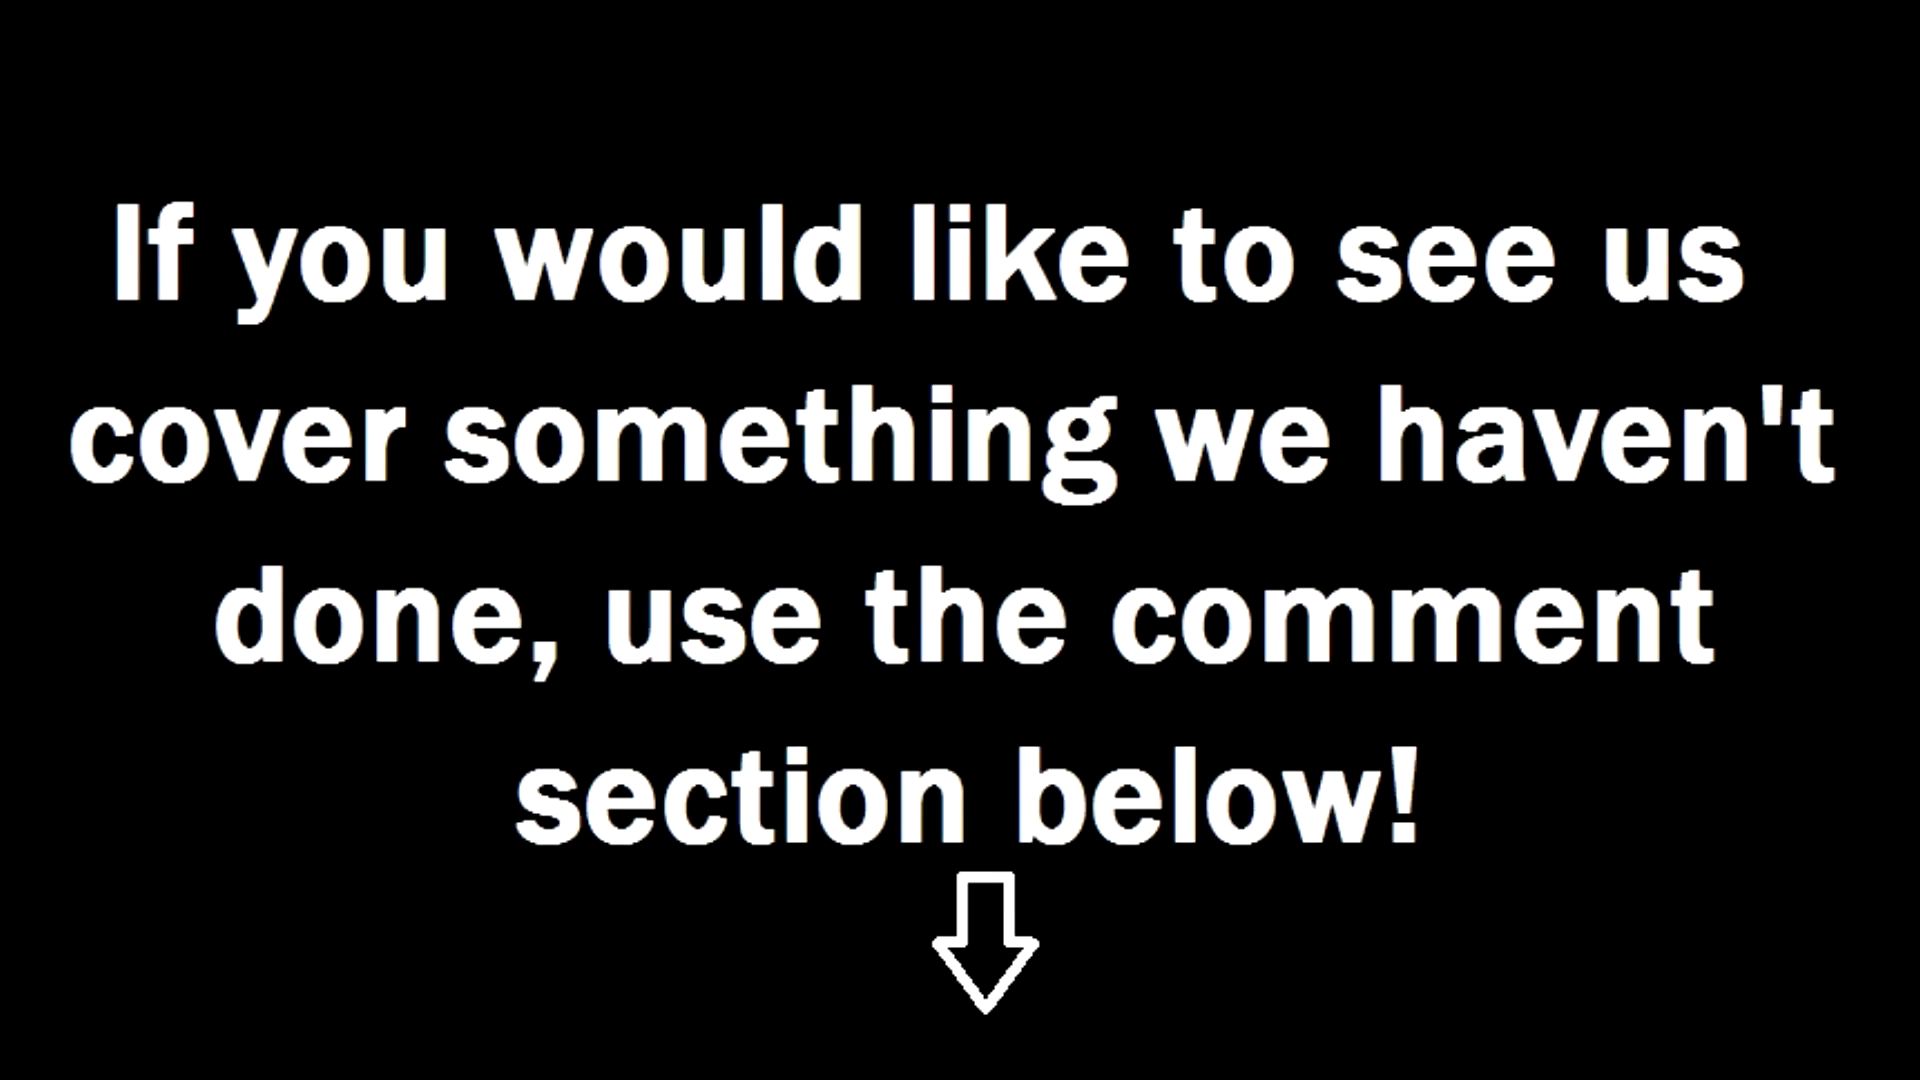 If you would like to see us
cover something we haven't
done, use the comment
section below!